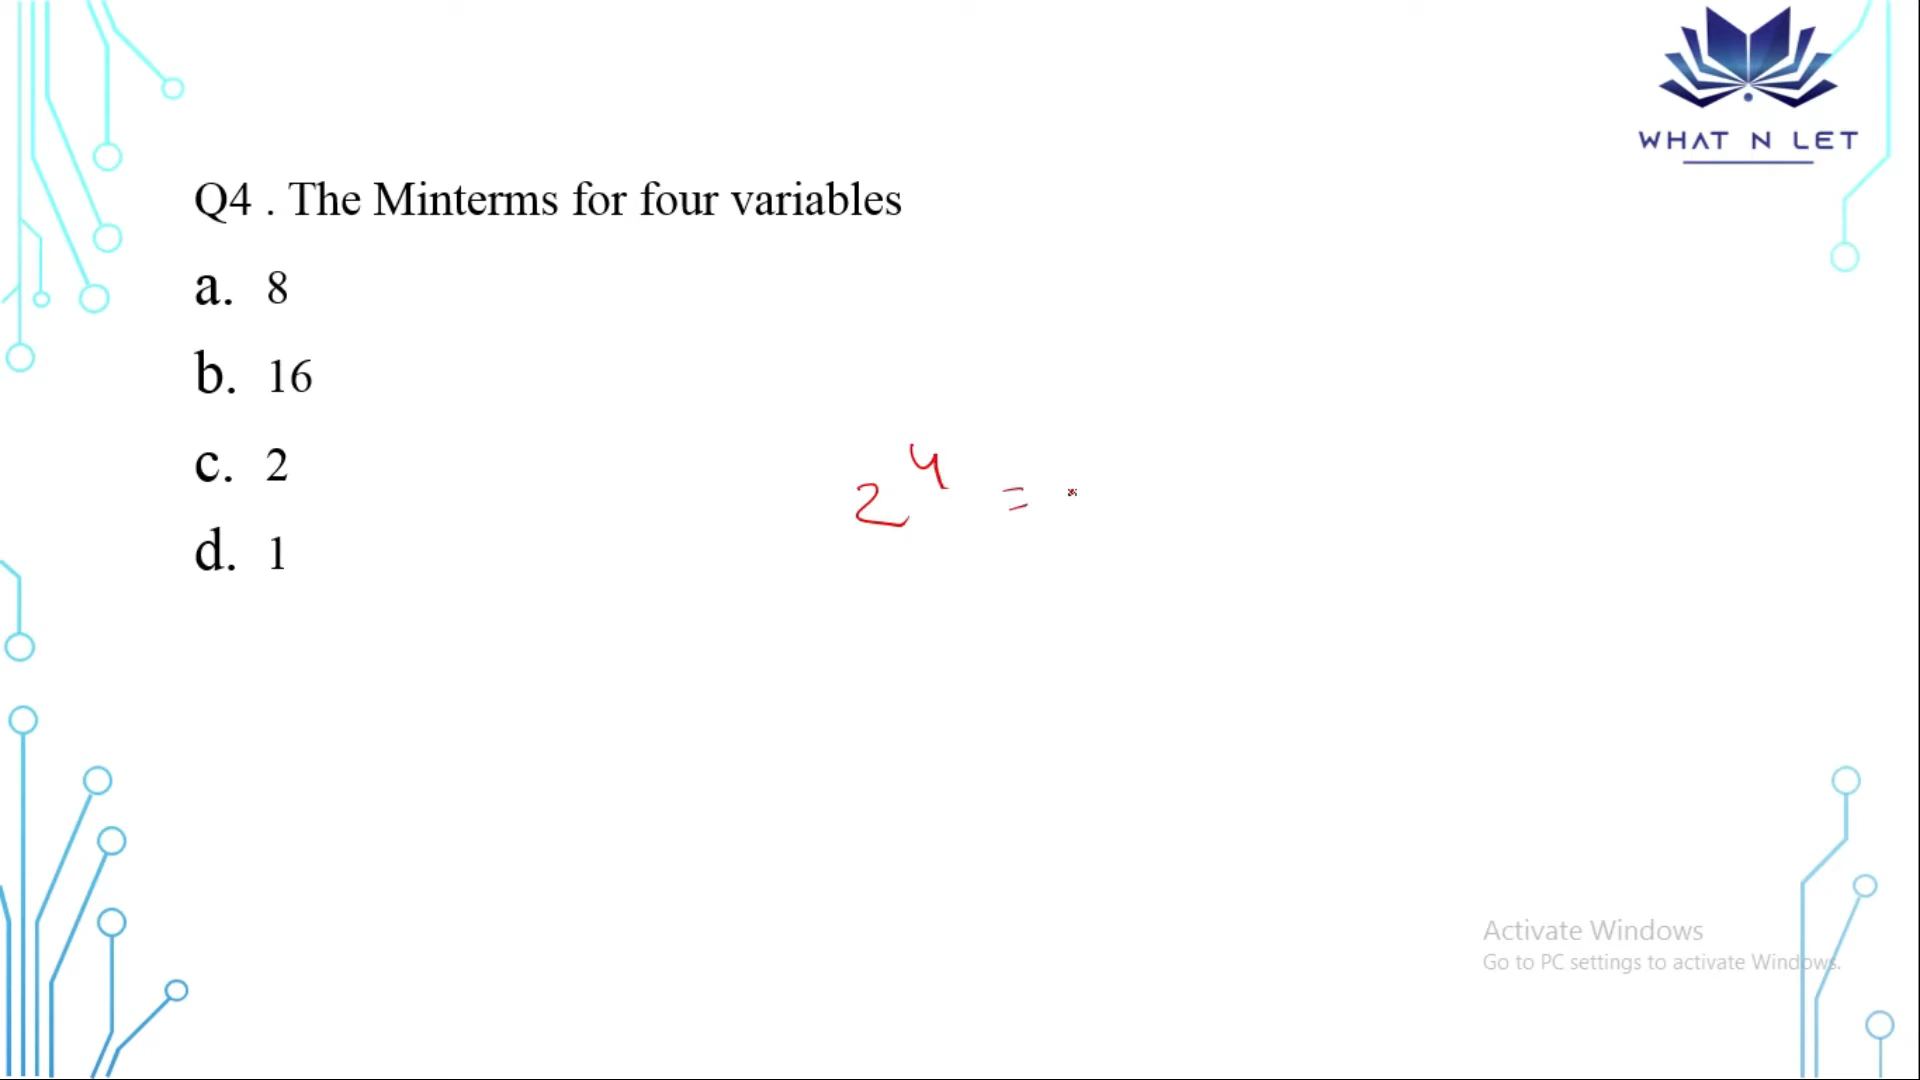 WHAT N LET
Q4 . The Minterms for four variables
a. 8
b. 16
c. 2
d. 1
2⁴ =
Activate Windows
Go to PC settings to activate Windows.